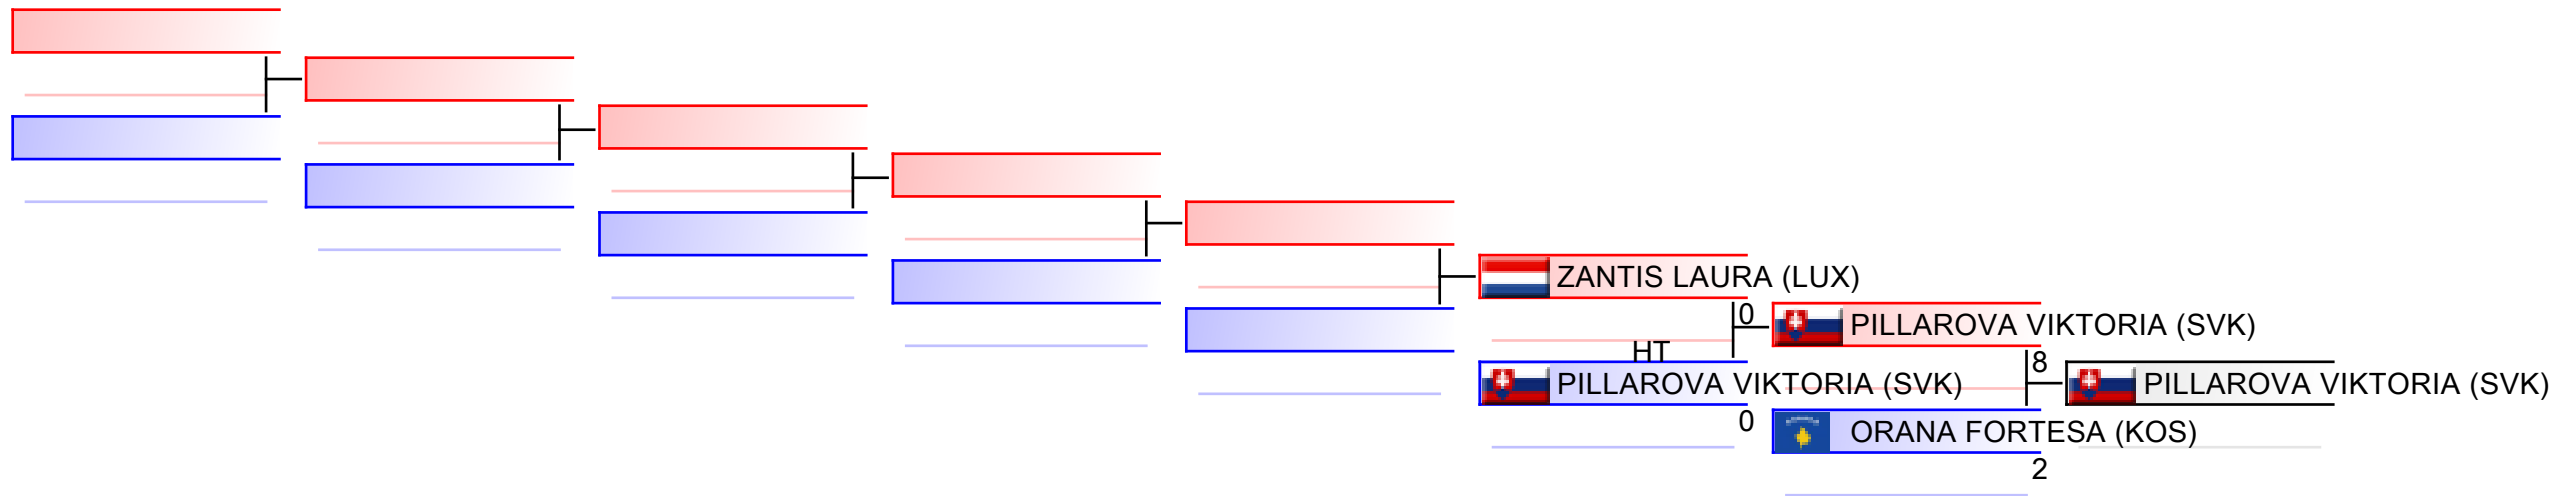 ZANTIS LAURA (LUX)
0
HT
PILLAROVA VIKTORIA (SVK)
0
PILLAROVA VIKTORIA (SVK)
8
ORANA FORTESA (KOS)
2
PILLAROVA VIKTORIA (SVK)